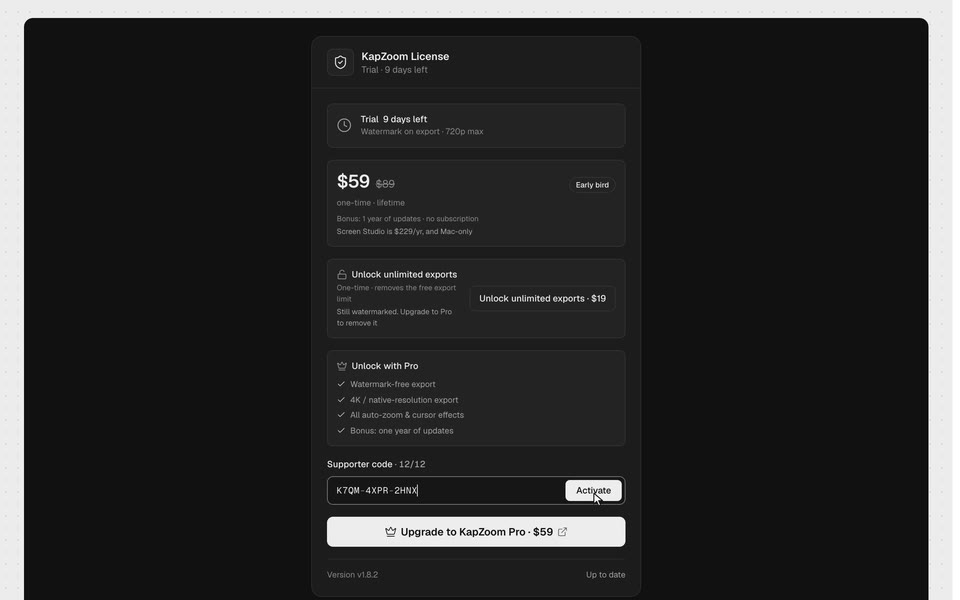 KapZoom License
Trial · 9 days left
Trial 9 days left
Watermark on export · 720p max
$59 $89
Early bird
one-time · lifetime
Bonus: 1 year of updates · no subscription
Screen Studio is $229/yr, and Mac-only
Unlock unlimited exports
One-time · removes the free export
limit
Still watermarked. Upgrade to Pro
to remove it
Unlock unlimited exports · $19
Unlock with Pro
Watermark-free export
4K / native-resolution export
All auto-zoom & cursor effects
Bonus: one year of updates
Supporter code · 12/12
K7QM-4XPR-2HNX
Activate
Upgrade to KapZoom Pro · $59
Version v1.8.2
Up to date